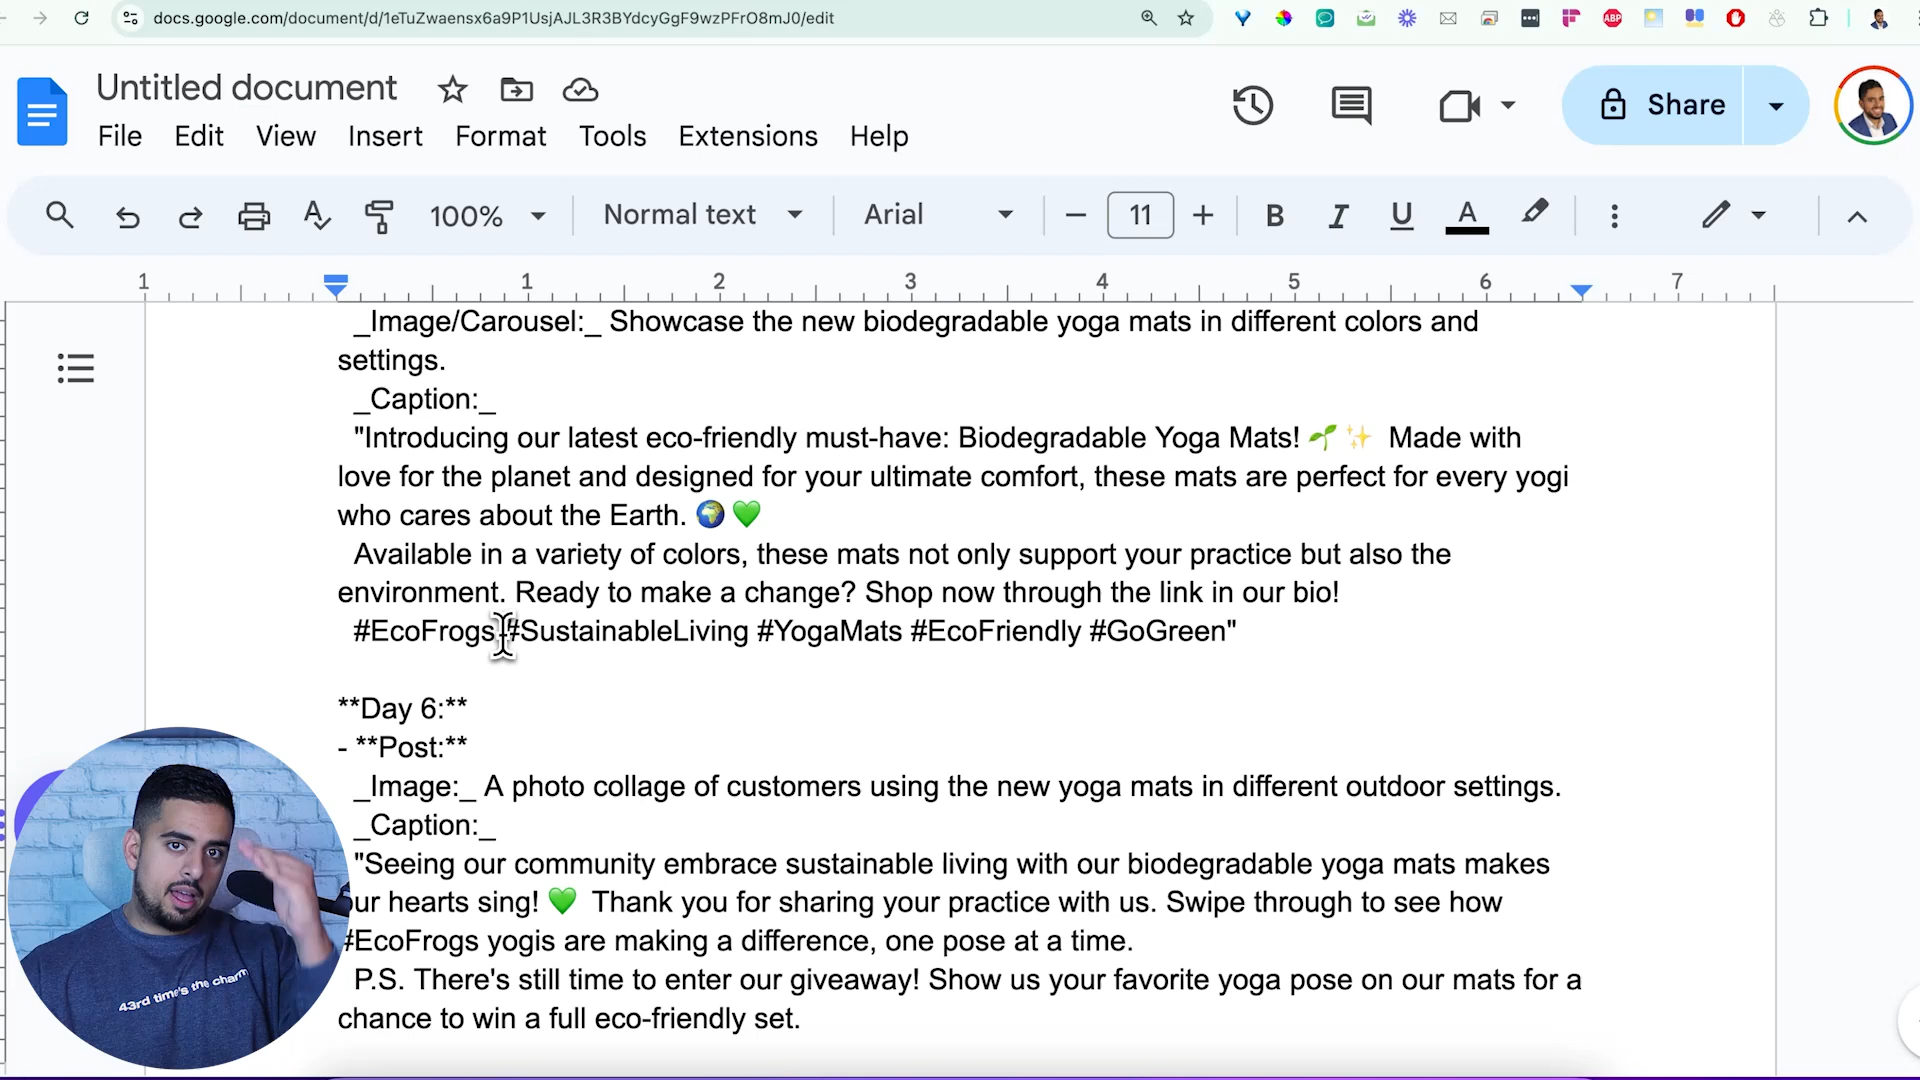 docs.google.com/document/d/1eTuZwaensx6a9P1UsjAJL3R3BYdcyGgF9wzPFrO8mJ0/edit
ABP
Untitled document
File Edit View Insert Format Tools Extensions Help
Share
100% Normal text Arial 11 B I U A
1 1 2 3 4 5 6 7
_Image/Carousel:_ Showcase the new biodegradable yoga mats in different colors and
settings.
_Caption:_
"Introducing our latest eco-friendly must-have: Biodegradable Yoga Mats! 🌱✨ Made with
love for the planet and designed for your ultimate comfort, these mats are perfect for every yogi
who cares about the Earth. 🌍💚
Available in a variety of colors, these mats not only support your practice but also the
environment. Ready to make a change? Shop now through the link in our bio!
#EcoFrogs #SustainableLiving #YogaMats #EcoFriendly #GoGreen"
**Day 6:**
- **Post:**
_Image:_ A photo collage of customers using the new yoga mats in different outdoor settings.
_Caption:_
"Seeing our community embrace sustainable living with our biodegradable yoga mats makes
our hearts sing! 💚 Thank you for sharing your practice with us. Swipe through to see how
#EcoFrogs yogis are making a difference, one pose at a time.
P.S. There's still time to enter our giveaway! Show us your favorite yoga pose on our mats for a
chance to win a full eco-friendly set.
43rd time's the charm